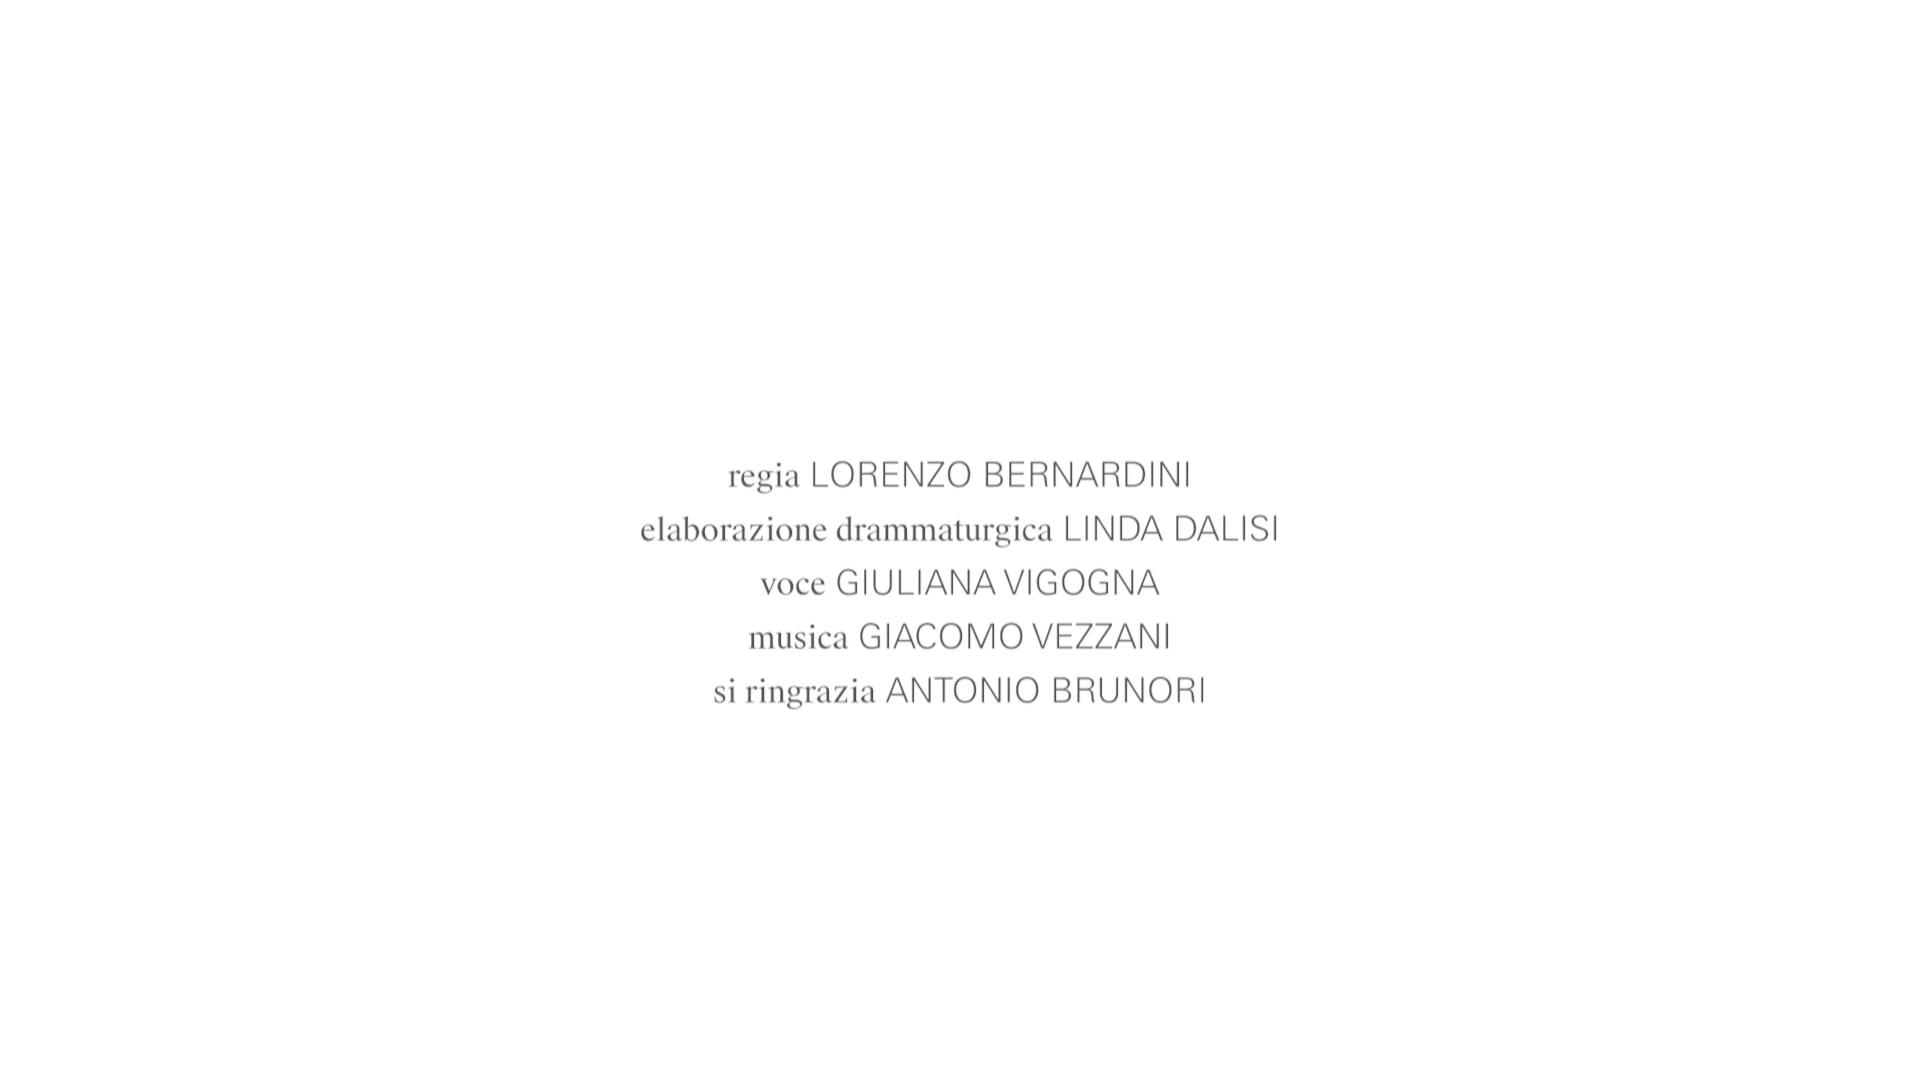 regia LORENZO BERNARDINI
elaborazione drammaturgica LINDA DALISI
voce GIULIANA VIGOGNA
musica GIACOMO VEZZANI
si ringrazia ANTONIO BRUNORI